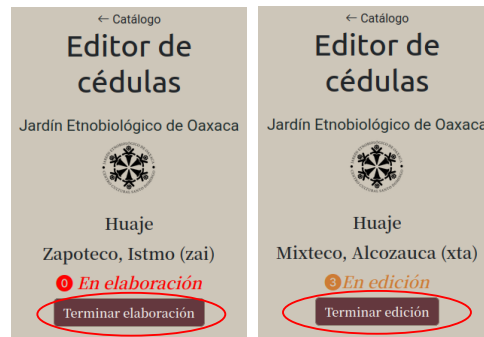 ← Catálogo
Editor de
cédulas
Jardín Etnobiológico de Oaxaca
Huaje
Zapoteco, Istmo (zai)
0 En elaboración
Terminar elaboración
← Catálogo
Editor de
cédulas
Jardín Etnobiológico de Oaxaca
Huaje
Mixteco, Alcozauca (xta)
3 En edición
Terminar edición